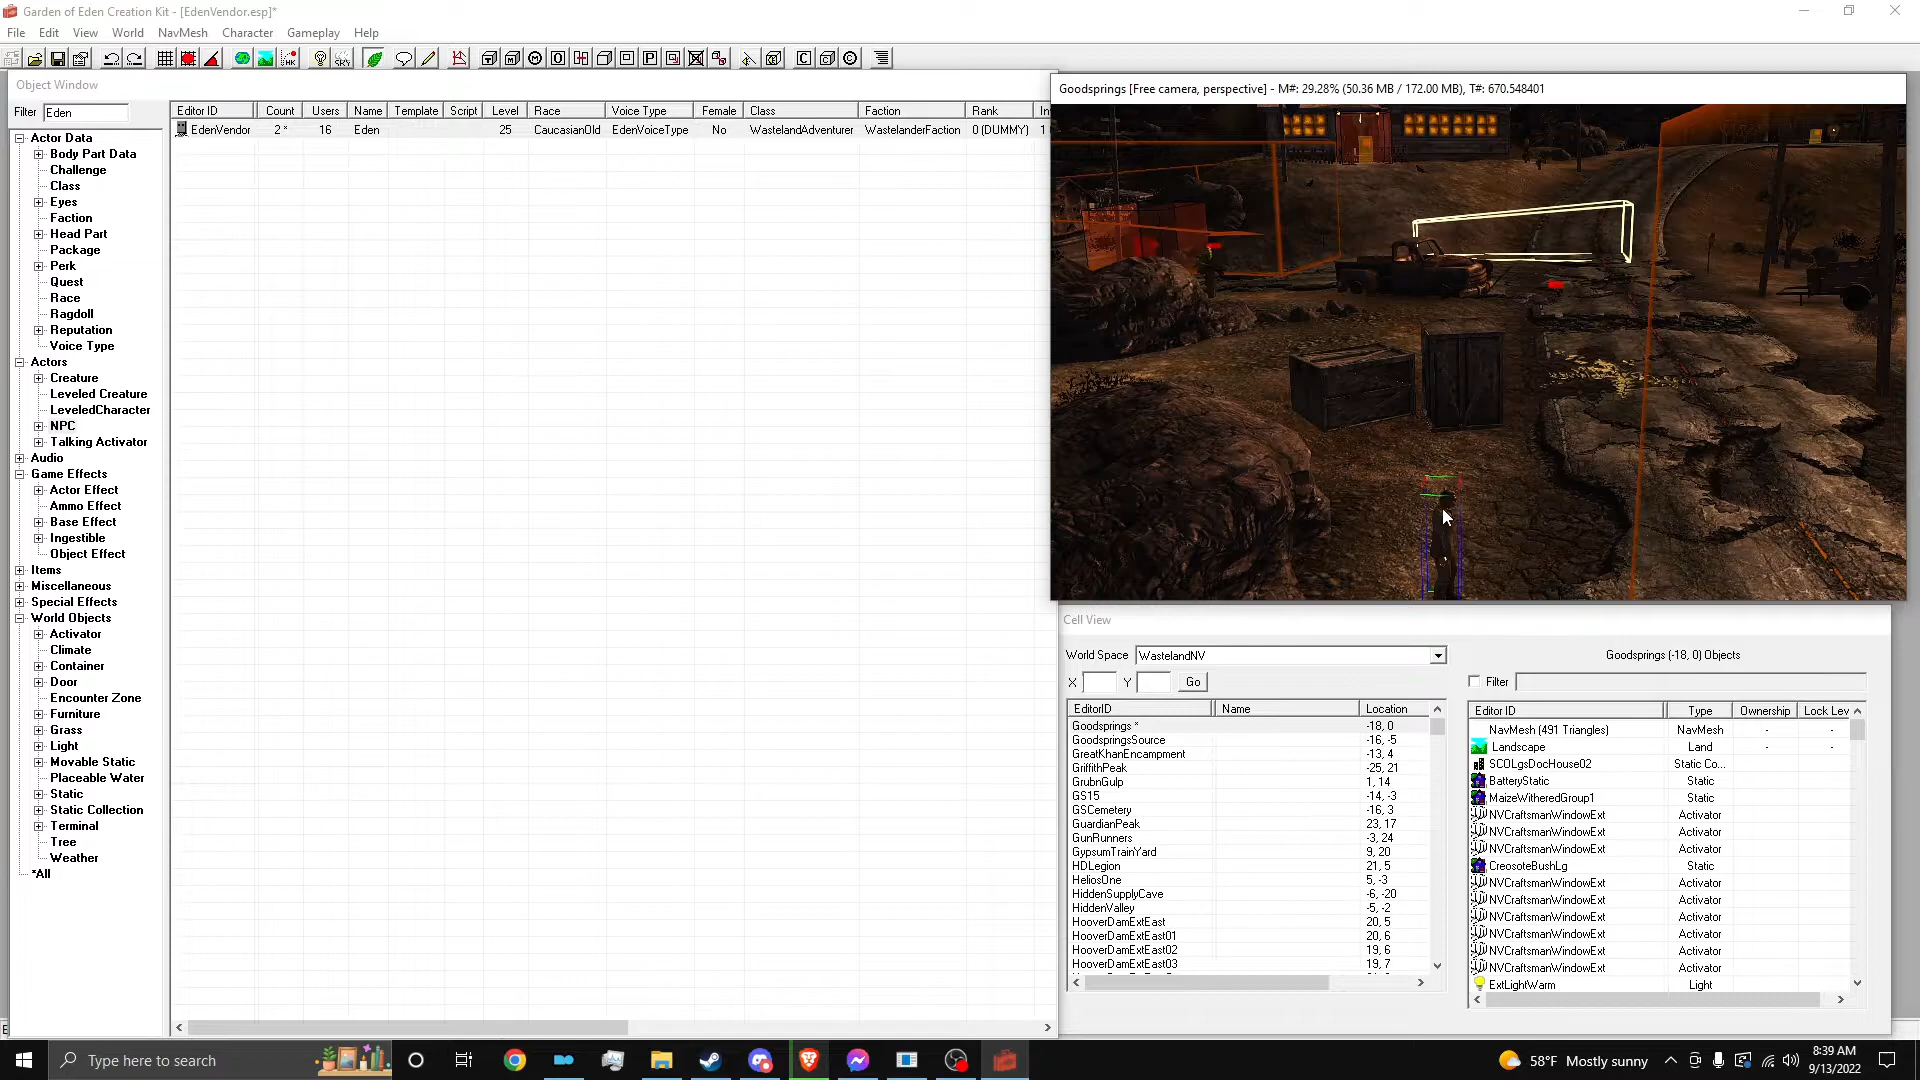 Garden of Eden Creation Kit - [EdenVendor.esp]*
File Edit View World NavMesh Character Gameplay Help
Object Window
Filter Eden
Editor ID Count Users Name Template Script Level Race Voice Type Female Class Faction Rank In
EdenVendor 2 * 16 Eden 25 CaucasianOld EdenVoiceType No WastelandAdventurer WastelanderFaction 0 (DUMMY) 1
Actor Data
Body Part Data
Challenge
Class
Eyes
Faction
Head Part
Package
Perk
Quest
Race
Ragdoll
Reputation
Voice Type
Actors
Creature
Leveled Creature
LeveledCharacter
NPC
Talking Activator
Audio
Game Effects
Actor Effect
Ammo Effect
Base Effect
Ingestible
Object Effect
Items
Miscellaneous
Special Effects
World Objects
Activator
Climate
Container
Door
Encounter Zone
Furniture
Grass
Light
Movable Static
Placeable Water
Static
Static Collection
Terminal
Tree
Weather
*All
Goodsprings [Free camera, perspective] - M#: 29.28% (50.36 MB / 172.00 MB), T#: 670.548401
Cell View
World Space WastelandNV
X Y Go
EditorID Name Location
Goodsprings * -18, 0
GoodspringsSource -16, -5
GreatKhanEncampment -13, 4
GriffithPeak -25, 21
GrubnGulp 1, 14
GS15 -14, -3
GSCemetery -16, 3
GuardianPeak 23, 17
GunRunners -3, 24
GypsumTrainYard 9, 20
HDLegion 21, 5
HeliosOne 5, -3
HiddenSupplyCave -6, -20
HiddenValley -5, -2
HooverDamExtEast 20, 5
HooverDamExtEast01 20, 6
HooverDamExtEast02 19, 6
HooverDamExtEast03 19, 7
Goodsprings (-18, 0) Objects
Filter
Editor ID Type Ownership Lock Lev
NavMesh (491 Triangles) NavMesh - -
Landscape Land - -
SCOLgsDocHouse02 Static Co...
BatteryStatic Static
MaizeWitheredGroup1 Static
NVCraftsmanWindowExt Activator
NVCraftsmanWindowExt Activator
NVCraftsmanWindowExt Activator
CreosoteBushLg Static
NVCraftsmanWindowExt Activator
NVCraftsmanWindowExt Activator
NVCraftsmanWindowExt Activator
NVCraftsmanWindowExt Activator
NVCraftsmanWindowExt Activator
NVCraftsmanWindowExt Activator
ExtLightWarm Light
Type here to search
58°F Mostly sunny
8:39 AM
9/13/2022